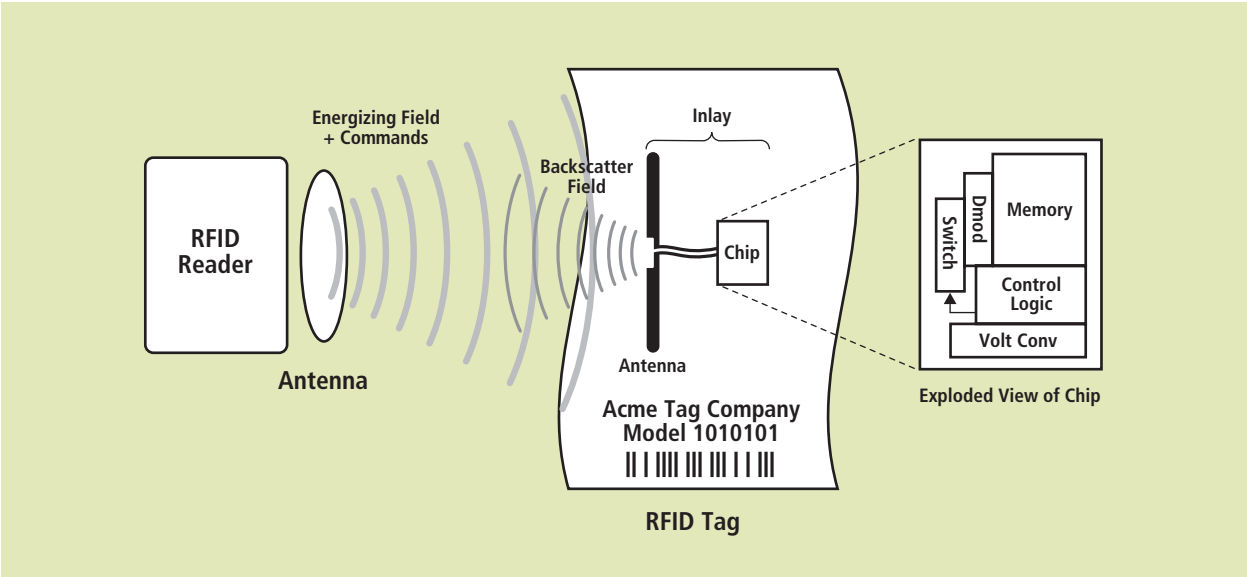 Energizing Field
+ Commands
RFID
Reader
Antenna
Backscatter
Field
Inlay
Chip
Antenna
Acme Tag Company
Model 1010101
RFID Tag
Switch
Dmod
Memory
Control
Logic
Volt Conv
Exploded View of Chip